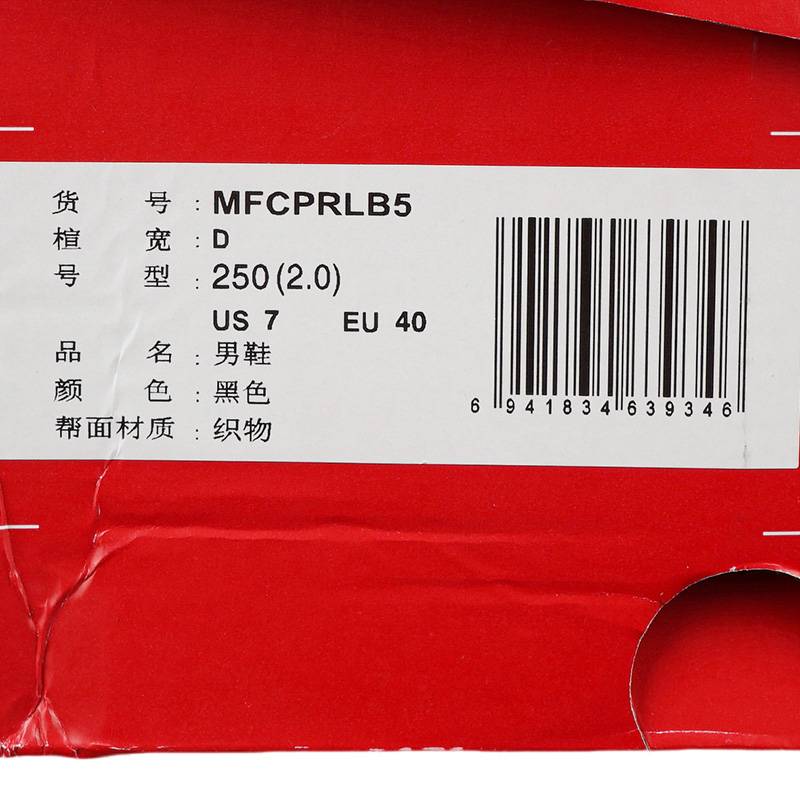 货号：MFCPRLB5
楦宽：D
号型：250(2.0)
US 7 EU 40
品名：男鞋
颜色：黑色
帮面材质：织物
6 941834 639346